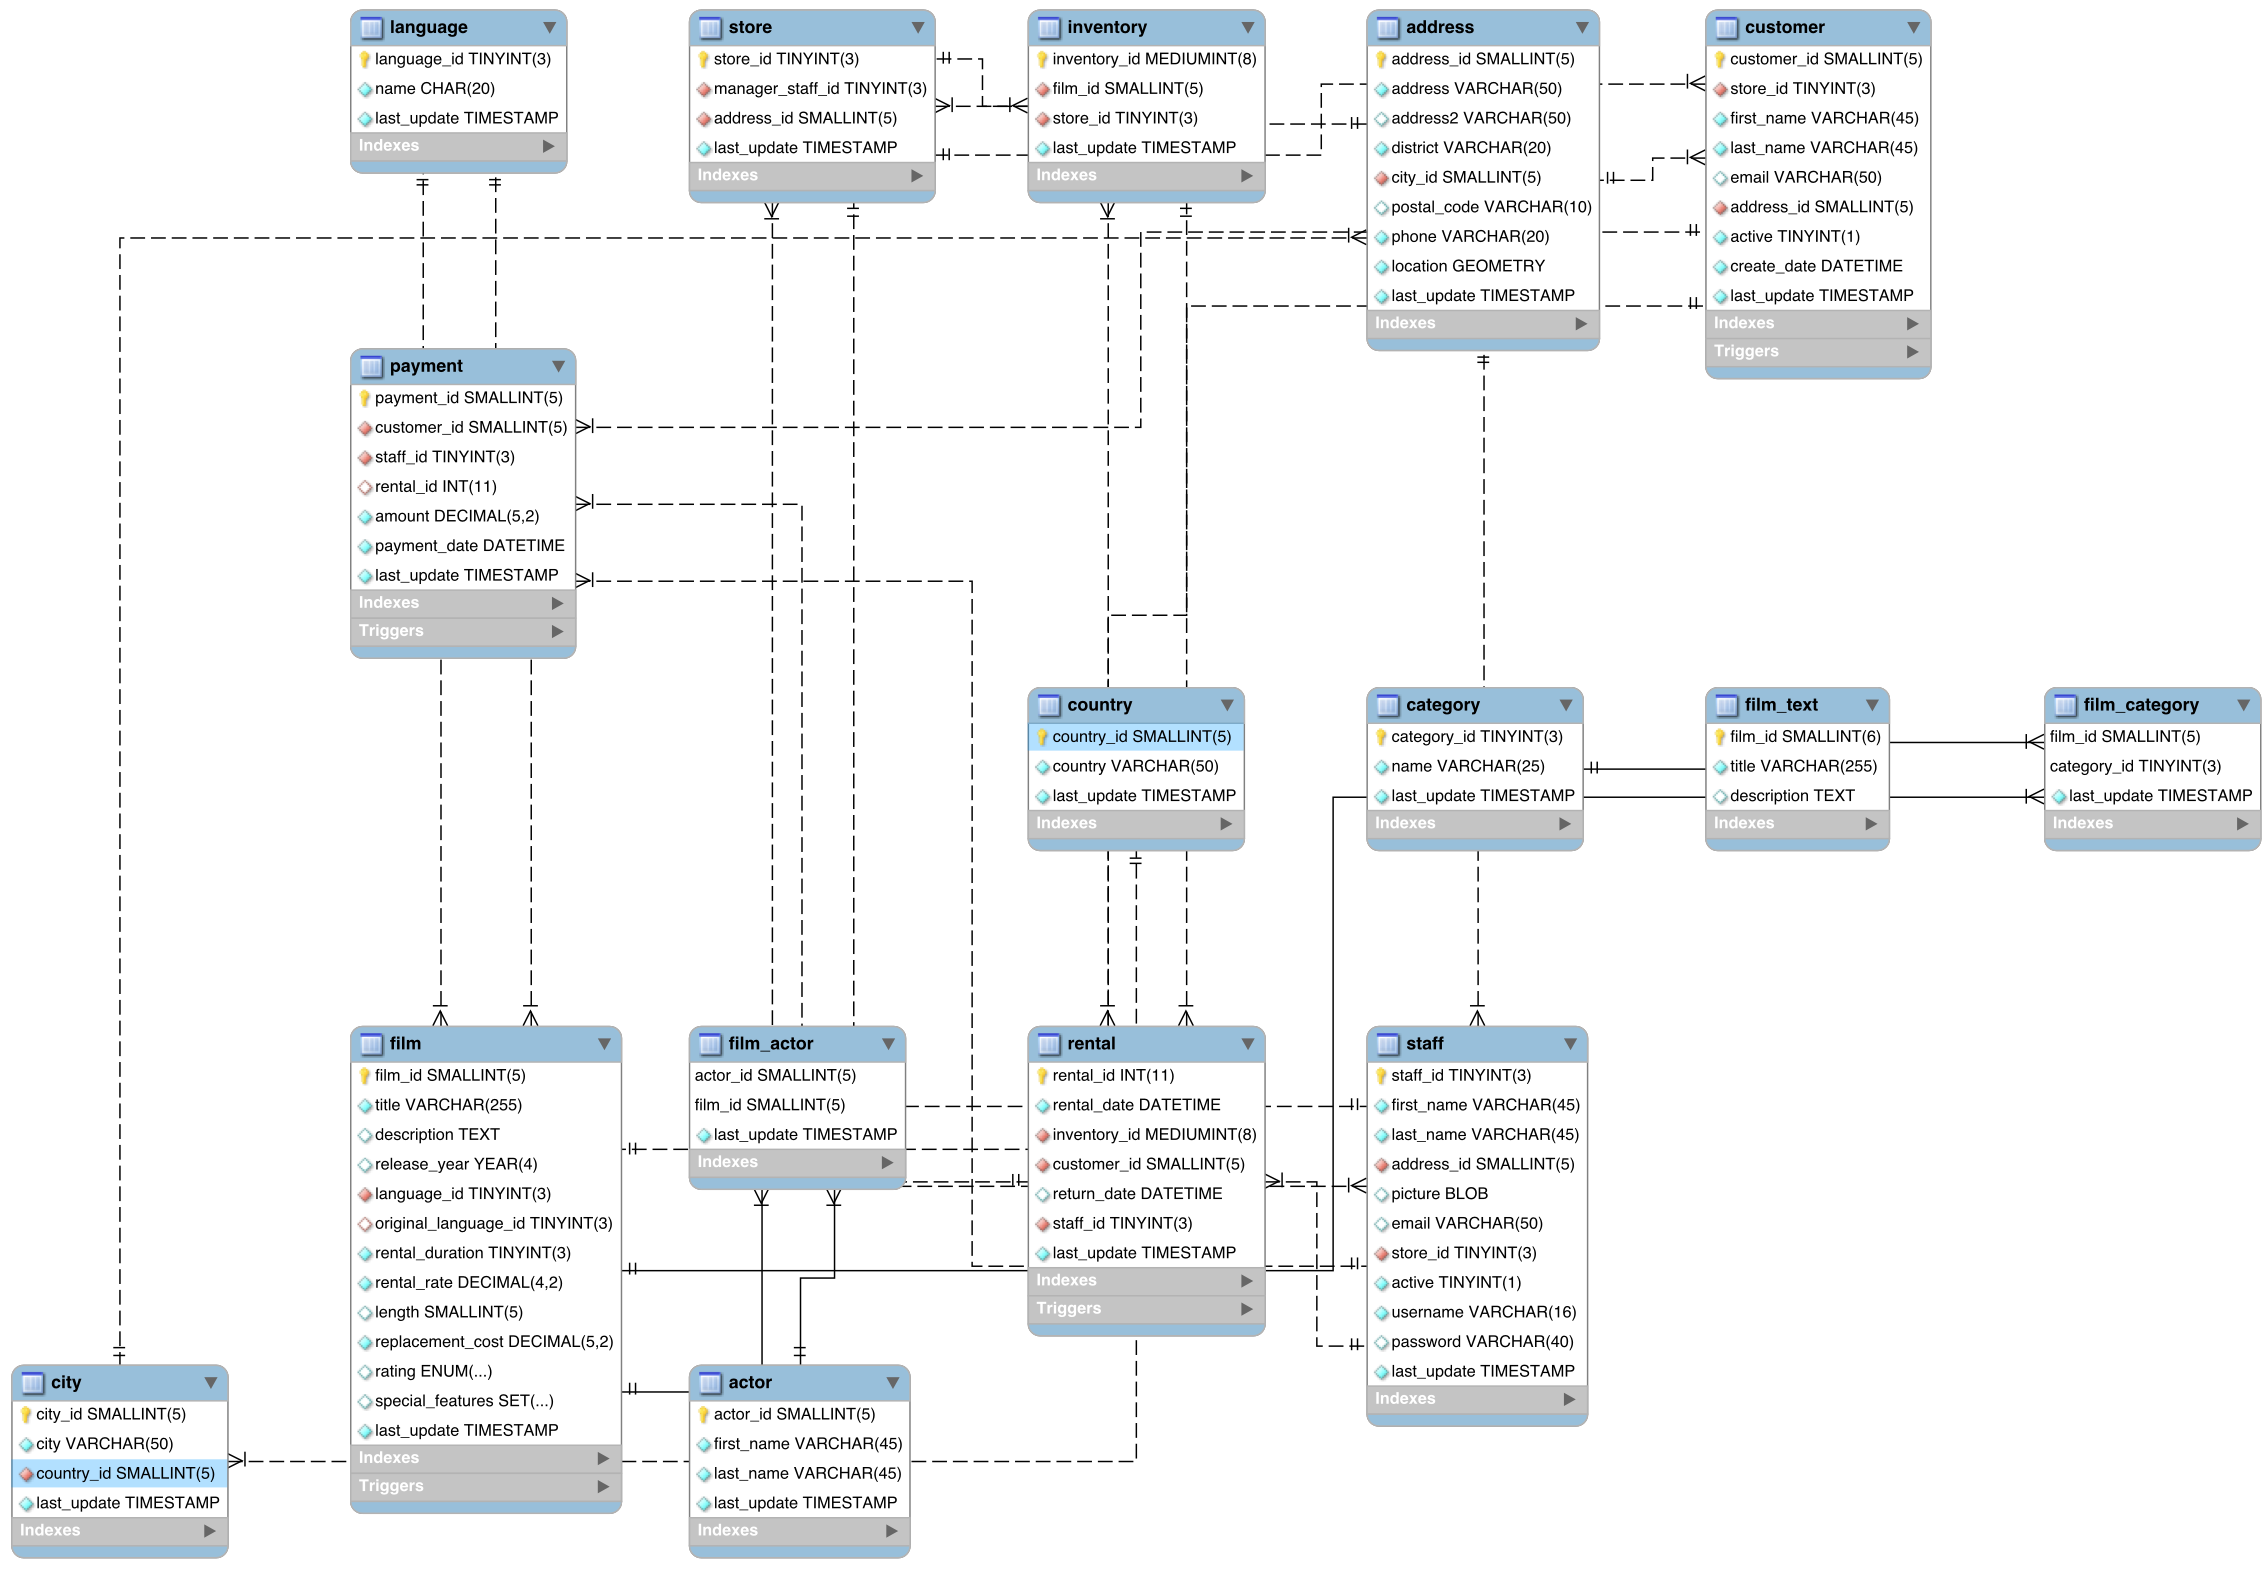 language
language_id TINYINT(3)
name CHAR(20)
last_update TIMESTAMP
Indexes
store
store_id TINYINT(3)
manager_staff_id TINYINT(3)
address_id SMALLINT(5)
last_update TIMESTAMP
Indexes
inventory
inventory_id MEDIUMINT(8)
film_id SMALLINT(5)
store_id TINYINT(3)
last_update TIMESTAMP
Indexes
address
address_id SMALLINT(5)
address VARCHAR(50)
address2 VARCHAR(50)
district VARCHAR(20)
city_id SMALLINT(5)
postal_code VARCHAR(10)
phone VARCHAR(20)
location GEOMETRY
last_update TIMESTAMP
Indexes
customer
customer_id SMALLINT(5)
store_id TINYINT(3)
first_name VARCHAR(45)
last_name VARCHAR(45)
email VARCHAR(50)
address_id SMALLINT(5)
active TINYINT(1)
create_date DATETIME
last_update TIMESTAMP
Indexes
Triggers
payment
payment_id SMALLINT(5)
customer_id SMALLINT(5)
staff_id TINYINT(3)
rental_id INT(11)
amount DECIMAL(5,2)
payment_date DATETIME
last_update TIMESTAMP
Indexes
Triggers
country
country_id SMALLINT(5)
country VARCHAR(50)
last_update TIMESTAMP
Indexes
category
category_id TINYINT(3)
name VARCHAR(25)
last_update TIMESTAMP
Indexes
film_text
film_id SMALLINT(6)
title VARCHAR(255)
description TEXT
Indexes
film_category
film_id SMALLINT(5)
category_id TINYINT(3)
last_update TIMESTAMP
Indexes
film
film_id SMALLINT(5)
title VARCHAR(255)
description TEXT
release_year YEAR(4)
language_id TINYINT(3)
original_language_id TINYINT(3)
rental_duration TINYINT(3)
rental_rate DECIMAL(4,2)
length SMALLINT(5)
replacement_cost DECIMAL(5,2)
rating ENUM(...)
special_features SET(...)
last_update TIMESTAMP
Indexes
Triggers
film_actor
actor_id SMALLINT(5)
film_id SMALLINT(5)
last_update TIMESTAMP
Indexes
rental
rental_id INT(11)
rental_date DATETIME
inventory_id MEDIUMINT(8)
customer_id SMALLINT(5)
return_date DATETIME
staff_id TINYINT(3)
last_update TIMESTAMP
Indexes
Triggers
staff
staff_id TINYINT(3)
first_name VARCHAR(45)
last_name VARCHAR(45)
address_id SMALLINT(5)
picture BLOB
email VARCHAR(50)
store_id TINYINT(3)
active TINYINT(1)
username VARCHAR(16)
password VARCHAR(40)
last_update TIMESTAMP
Indexes
city
city_id SMALLINT(5)
city VARCHAR(50)
country_id SMALLINT(5)
last_update TIMESTAMP
Indexes
actor
actor_id SMALLINT(5)
first_name VARCHAR(45)
last_name VARCHAR(45)
last_update TIMESTAMP
Indexes